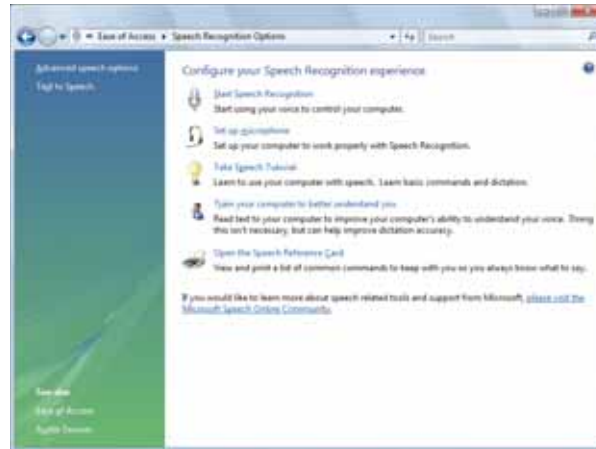 Ease of Access ▸ Speech Recognition Options
Search
Advanced speech options
Text to Speech
Configure your Speech Recognition experience
Start Speech Recognition
Start using your voice to control your computer.
Set up microphone
Set up your computer to work properly with Speech Recognition.
Take Speech Tutorial
Learn to use your computer with speech. Learn basic commands and dictation.
Train your computer to better understand you
Read text to your computer to improve your computer's ability to understand your voice. Doing
this isn't necessary, but can help improve dictation accuracy.
Open the Speech Reference Card
View and print a list of common commands to keep with you so you always know what to say.
If you would like to learn more about speech related tools and support from Microsoft, please visit the
Microsoft Speech Online Community.
See also
Ease of Access
Audio Devices